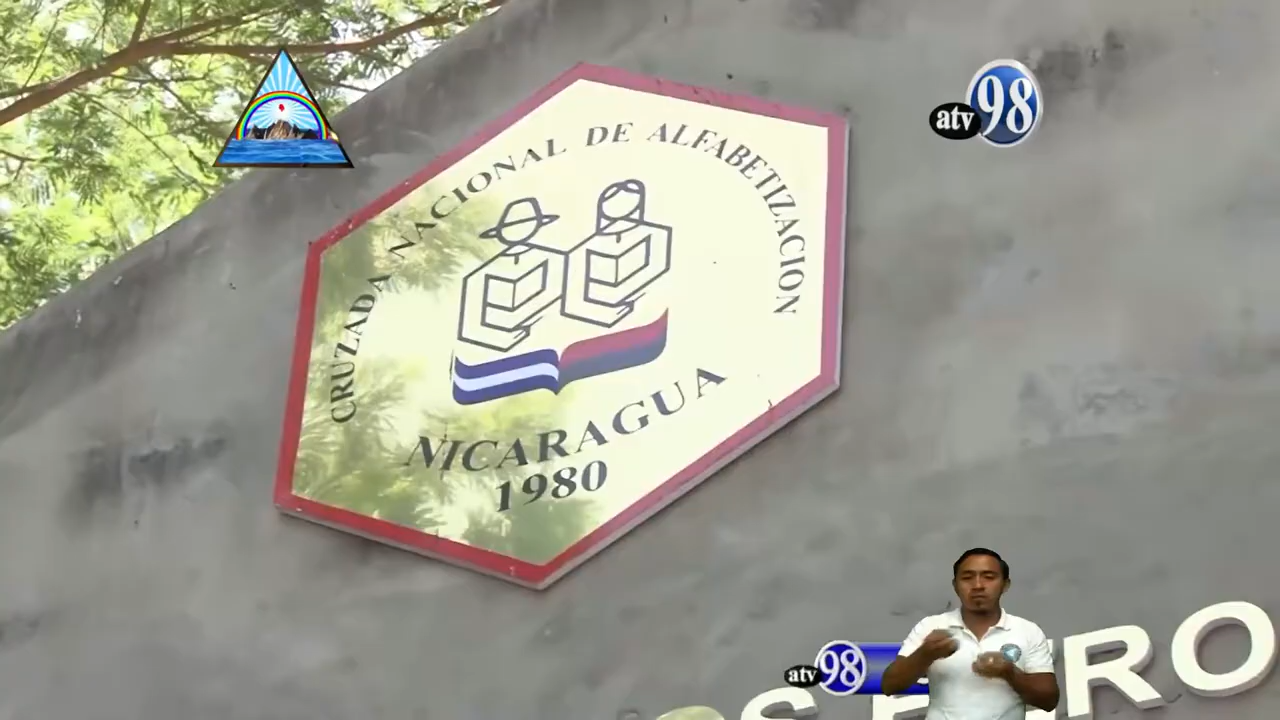 atv 98
CRUZADA NACIONAL DE ALFABETIZACION
NICARAGUA
1980
atv 98